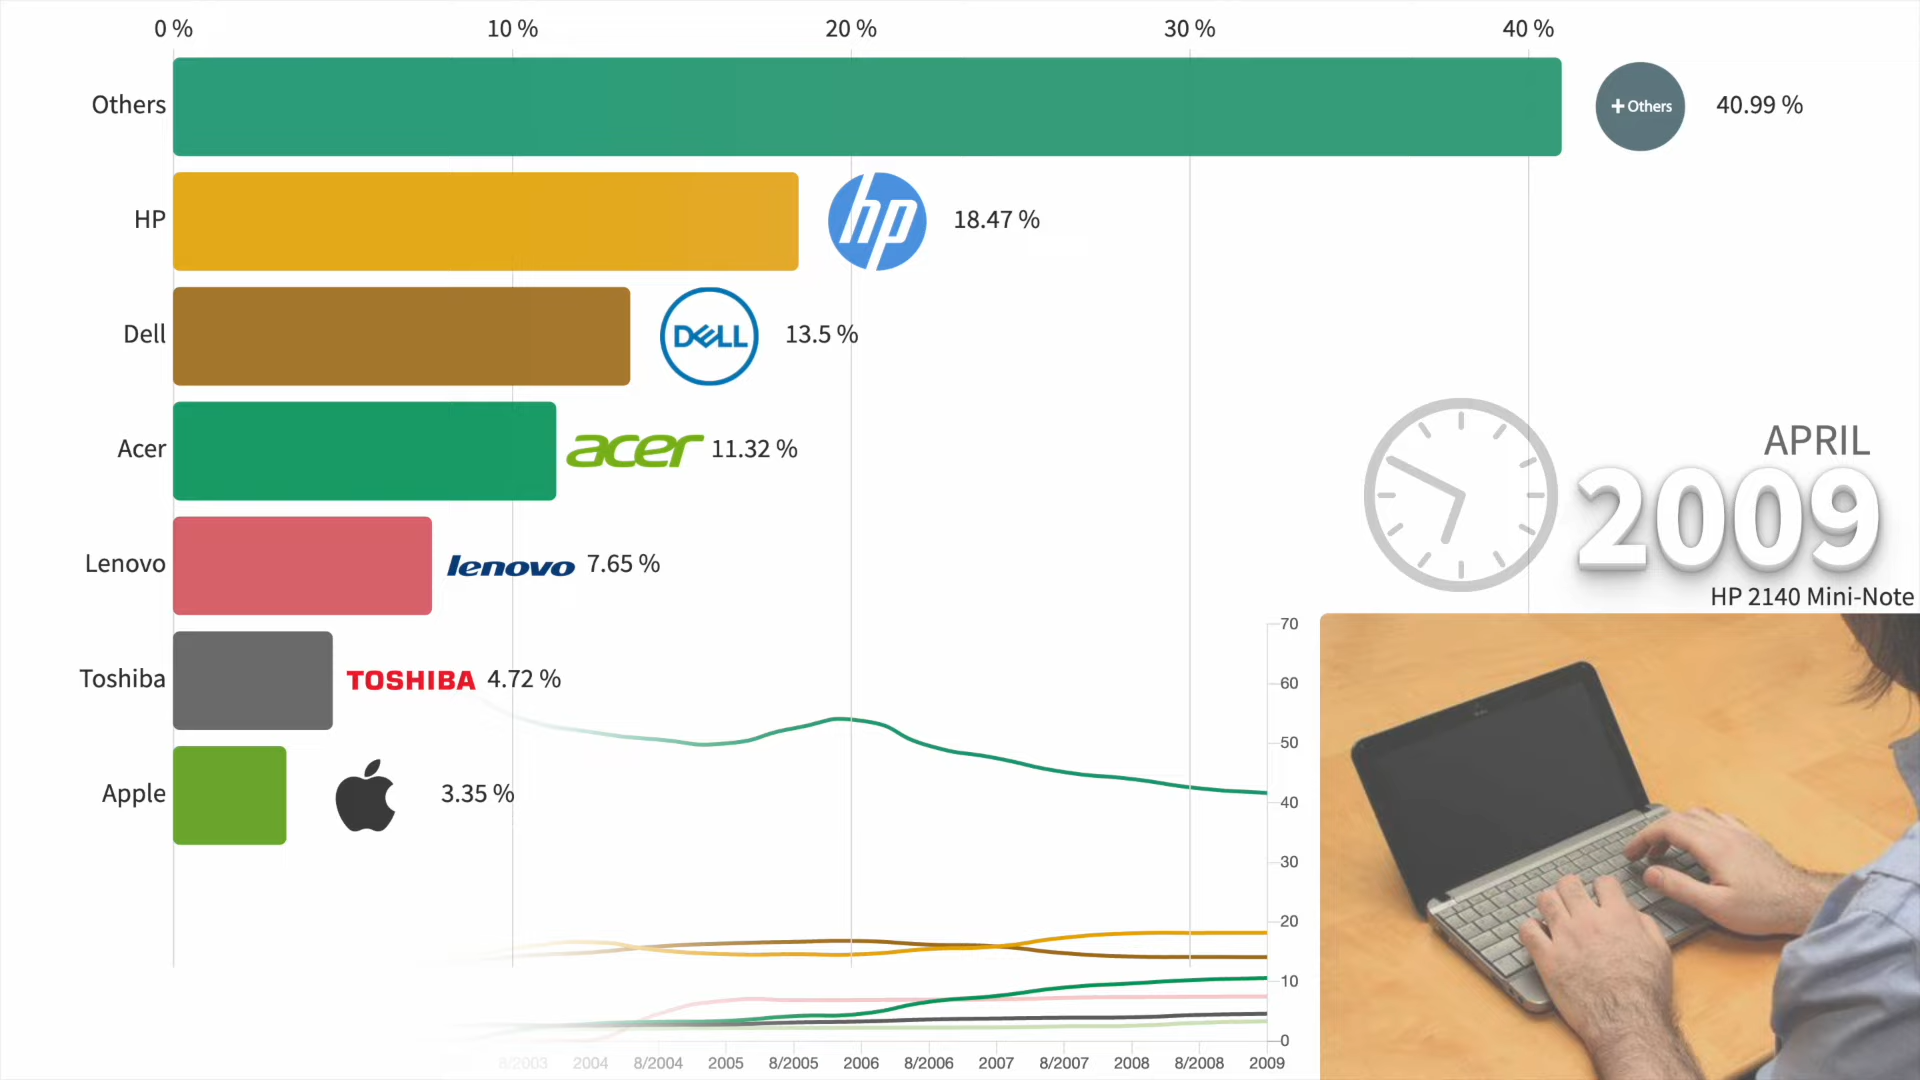 0 % 10 % 20 % 30 % 40 %
Others + Others 40.99 %
HP hp 18.47 %
Dell DELL 13.5 %
Acer acer 11.32 %
Lenovo lenovo 7.65 %
Toshiba TOSHIBA 4.72 %
Apple 3.35 %
APRIL
2009
HP 2140 Mini-Note
70
60
50
40
30
20
10
0
8/2003 2004 8/2004 2005 8/2005 2006 8/2006 2007 8/2007 2008 8/2008 2009